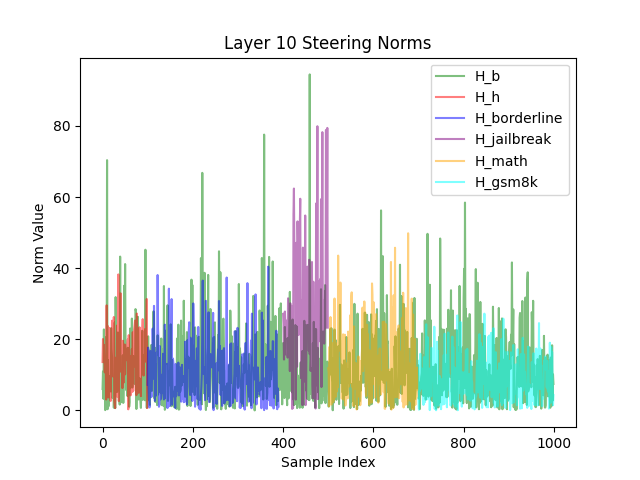 Layer 10 Steering Norms
H_b
H_h
H_borderline
H_jailbreak
H_math
H_gsm8k
Norm Value
80
60
40
20
0
0
200
400
600
800
1000
Sample Index